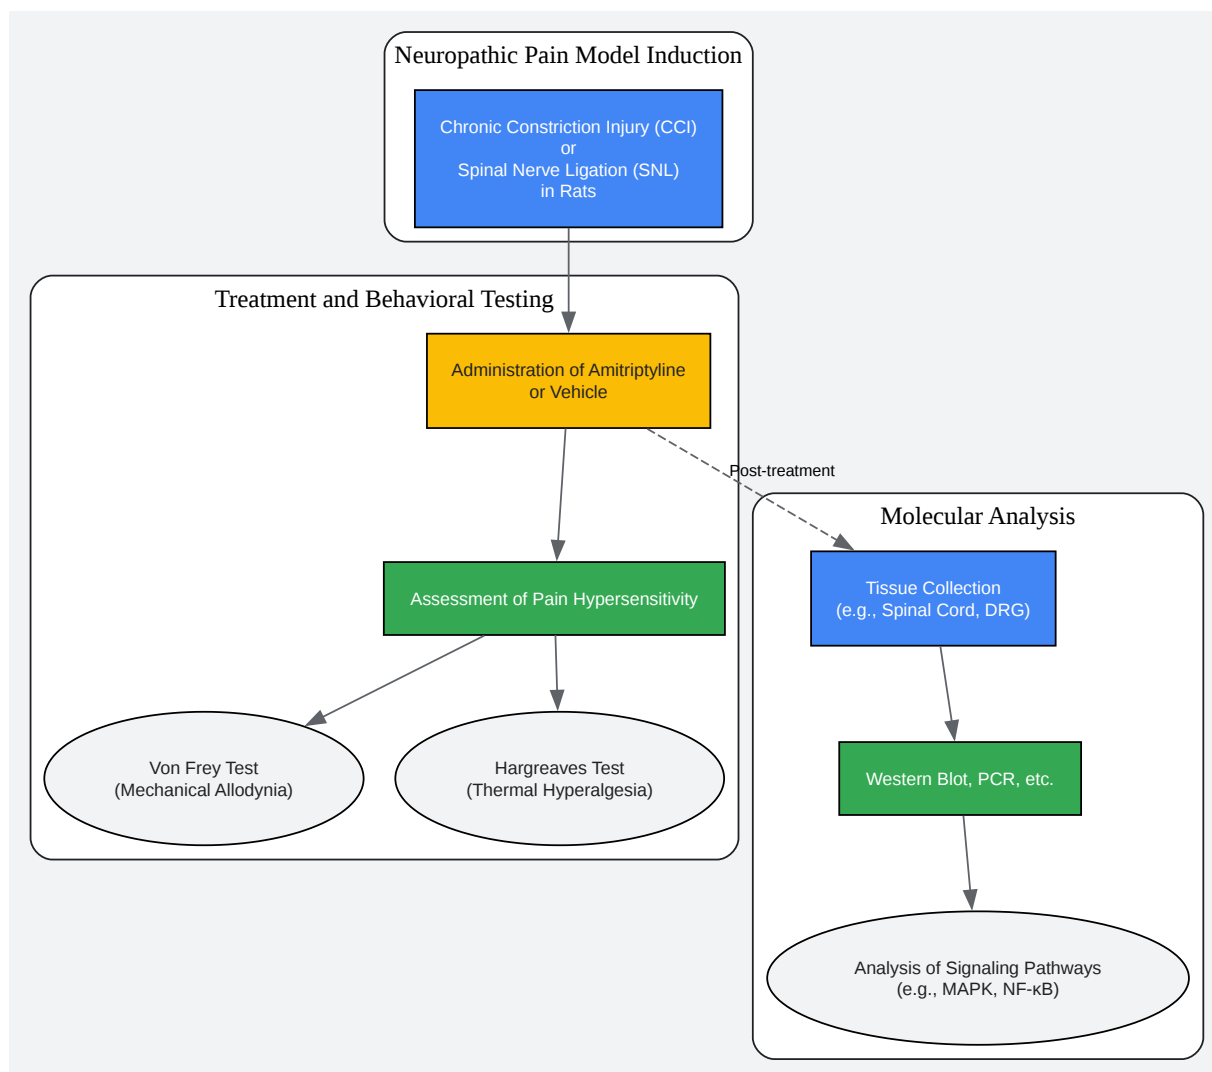 Neuropathic Pain Model Induction
Chronic Constriction Injury (CCI)
or
Spinal Nerve Ligation (SNL)
in Rats
Treatment and Behavioral Testing
Administration of Amitriptyline
or Vehicle
Post-treatment
Assessment of Pain Hypersensitivity
Von Frey Test
(Mechanical Allodynia)
Hargreaves Test
(Thermal Hyperalgesia)
Molecular Analysis
Tissue Collection
(e.g., Spinal Cord, DRG)
Western Blot, PCR, etc.
Analysis of Signaling Pathways
(e.g., MAPK, NF-κB)